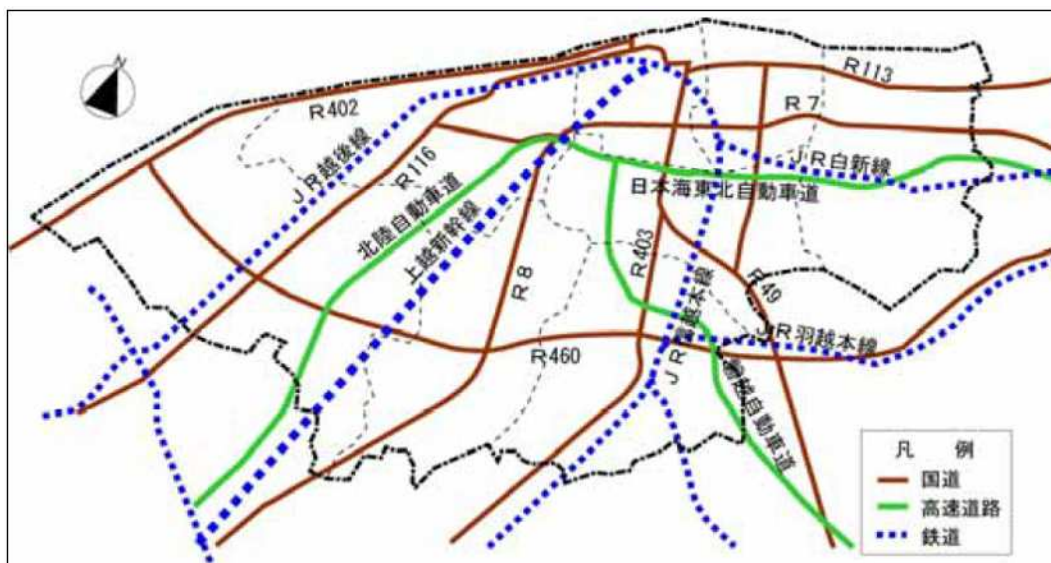 N
R113
R402
R7
JR越後線
R116
JR白新線
日本海東北自動車道
北陸自動車道
上越新幹線
R403
R8
R49
JR信越本線
JR羽越本線
R460
磐越自動車道
凡 例
国道
高速道路
鉄道